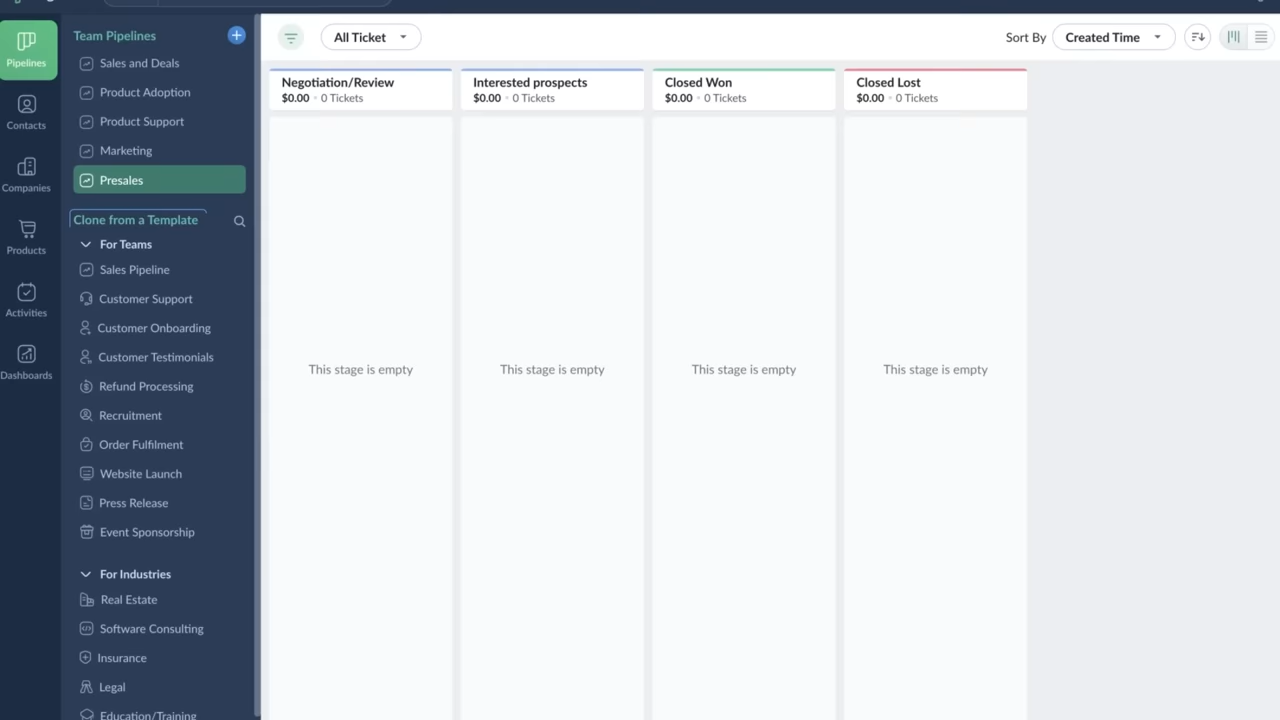 Pipelines
Contacts
Companies
Products
Activities
Dashboards
Team Pipelines
Sales and Deals
Product Adoption
Product Support
Marketing
Presales
Clone from a Template
For Teams
Sales Pipeline
Customer Support
Customer Onboarding
Customer Testimonials
Refund Processing
Recruitment
Order Fulfilment
Website Launch
Press Release
Event Sponsorship
For Industries
Real Estate
Software Consulting
Insurance
Legal
Education/Training
All Ticket
Sort By Created Time
Negotiation/Review
$0.00 • 0 Tickets
This stage is empty
Interested prospects
$0.00 • 0 Tickets
This stage is empty
Closed Won
$0.00 • 0 Tickets
This stage is empty
Closed Lost
$0.00 • 0 Tickets
This stage is empty